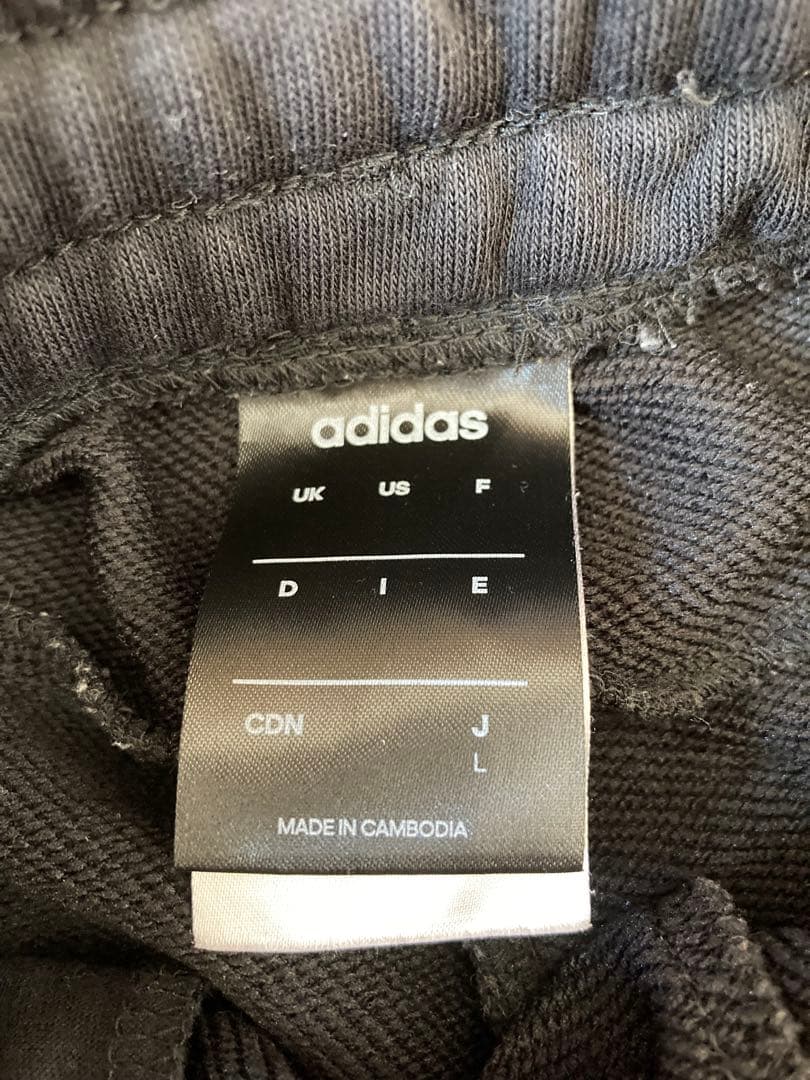 adidas
UK US F
D I E
CDN J
L
MADE IN CAMBODIA